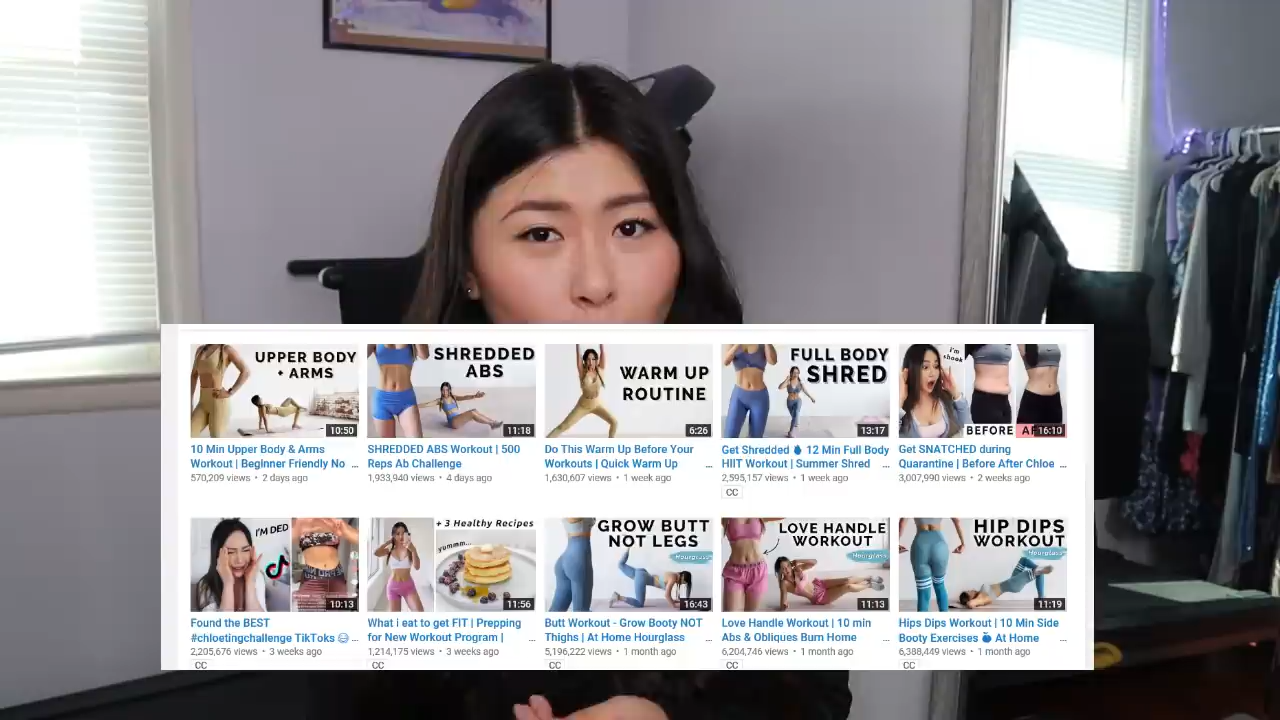 UPPER BODY
+ ARMS
10:50
10 Min Upper Body & Arms
Workout | Beginner Friendly No ...
570,209 views • 2 days ago
SHREDDED
ABS
11:18
SHREDDED ABS Workout | 500
Reps Ab Challenge
1,933,940 views • 4 days ago
WARM UP
ROUTINE
6:26
Do This Warm Up Before Your
Workouts | Quick Warm Up ...
1,630,607 views • 1 week ago
FULL BODY
SHRED
13:17
Get Shredded 💧 12 Min Full Body
HIIT Workout | Summer Shred ...
2,595,157 views • 1 week ago
CC
i'm
shook
BEFORE
16:10
Get SNATCHED during
Quarantine | Before After Chloe ...
3,007,990 views • 2 weeks ago
I'M DED
10:13
Found the BEST
#chloetingchallenge TikToks 😂 ...
2,205,676 views • 3 weeks ago
CC
+ 3 Healthy Recipes
yummm...
11:56
What i eat to get FIT | Prepping
for New Workout Program | ...
1,214,175 views • 3 weeks ago
CC
GROW BUTT
NOT LEGS
Hourglass
16:43
Butt Workout - Grow Booty NOT
Thighs | At Home Hourglass ...
5,196,222 views • 1 month ago
CC
LOVE HANDLE
WORKOUT
Hourglass
11:13
Love Handle Workout | 10 min
Abs & Obliques Burn Home ...
6,204,746 views • 1 month ago
CC
HIP DIPS
WORKOUT
Hourglass
11:19
Hips Dips Workout | 10 Min Side
Booty Exercises 🍑 At Home ...
6,388,449 views • 1 month ago
CC